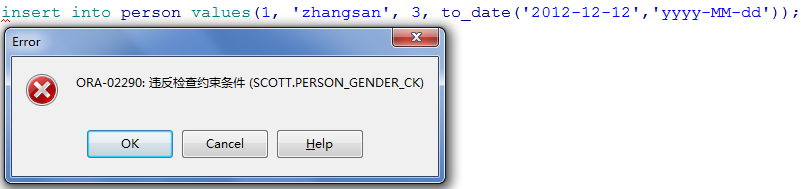 insert into person values(1, 'zhangsan', 3, to_date('2012-12-12','yyyy-MM-dd'));
Error
ORA-02290: 违反检查约束条件 (SCOTT.PERSON_GENDER_CK)
OK Cancel Help